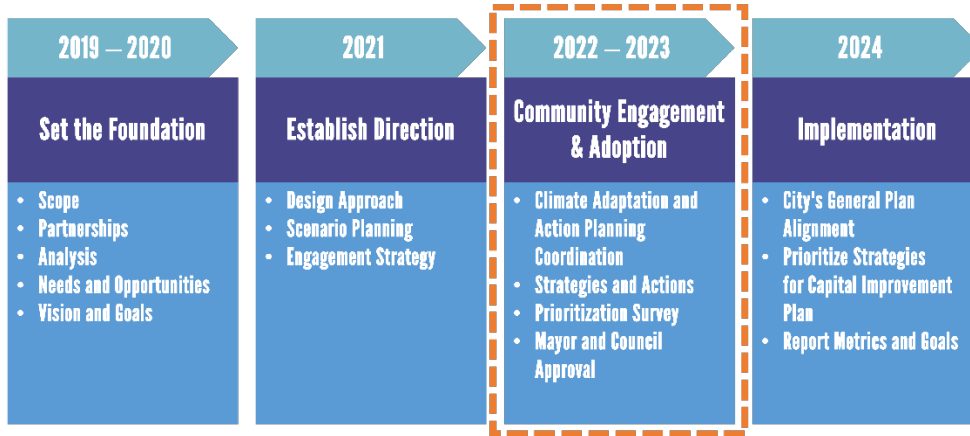 2019 – 2020
Set the Foundation
• Scope
• Partnerships
• Analysis
• Needs and Opportunities
• Vision and Goals
2021
Establish Direction
• Design Approach
• Scenario Planning
• Engagement Strategy
2022 – 2023
Community Engagement
& Adoption
• Climate Adaptation and
Action Planning
Coordination
• Strategies and Actions
• Prioritization Survey
• Mayor and Council
Approval
2024
Implementation
• City's General Plan
Alignment
• Prioritize Strategies
for Capital Improvement
Plan
• Report Metrics and Goals